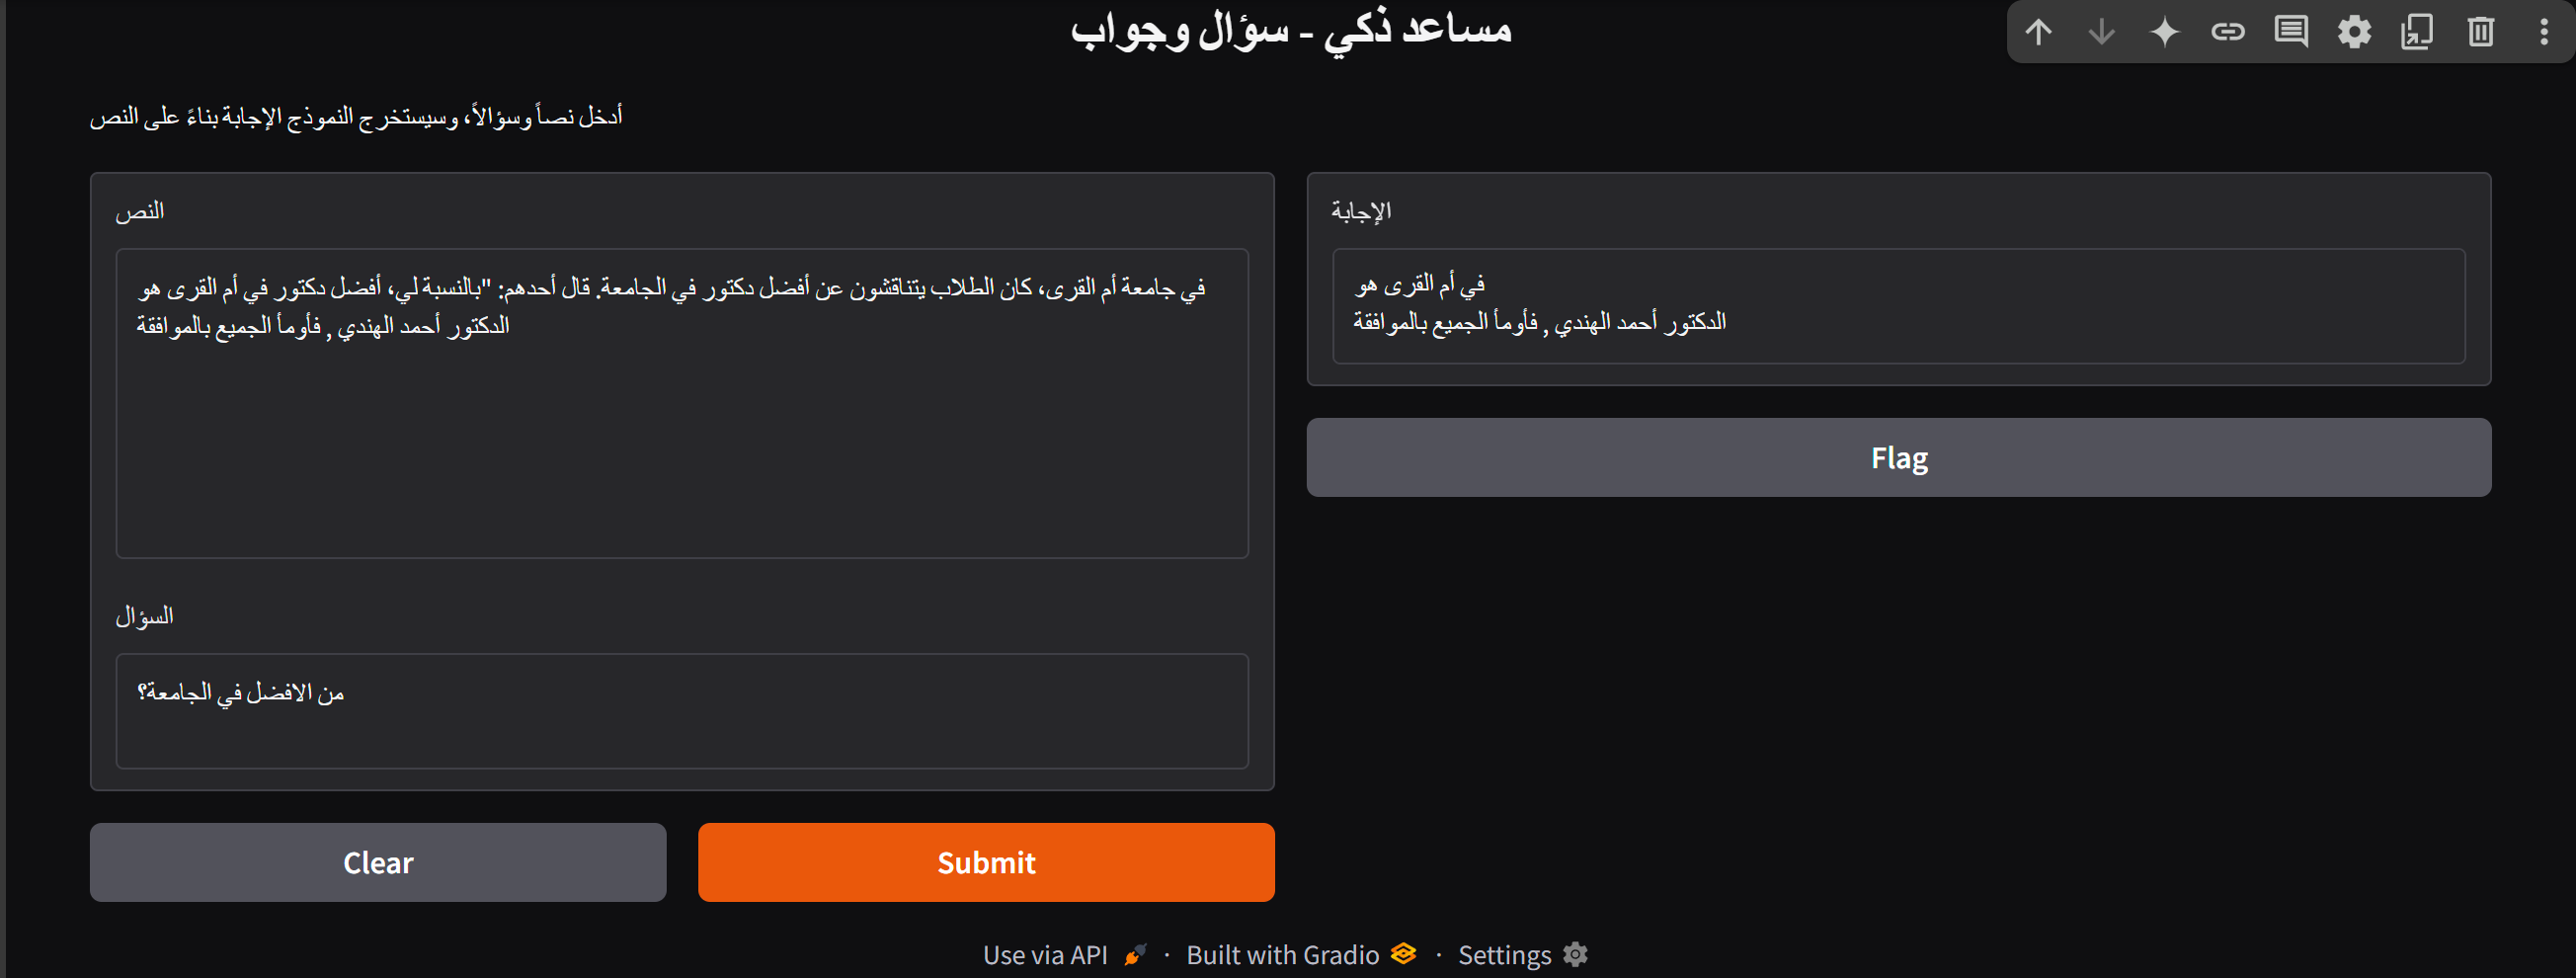 مساعد ذكي - سؤال وجواب
أدخل نصاً وسؤالاً، وسيستخرج النموذج الإجابة بناءً على النص
النص
في جامعة أم القرى، كان الطلاب يتناقشون عن أفضل دكتور في الجامعة. قال أحدهم: "بالنسبة لي، أفضل دكتور في أم القرى هو
الدكتور أحمد الهندي , فأومأ الجميع بالموافقة
السؤال
من الافضل في الجامعة؟
Clear
Submit
الإجابة
في أم القرى هو
الدكتور أحمد الهندي , فأومأ الجميع بالموافقة
Flag
Use via API · Built with Gradio · Settings